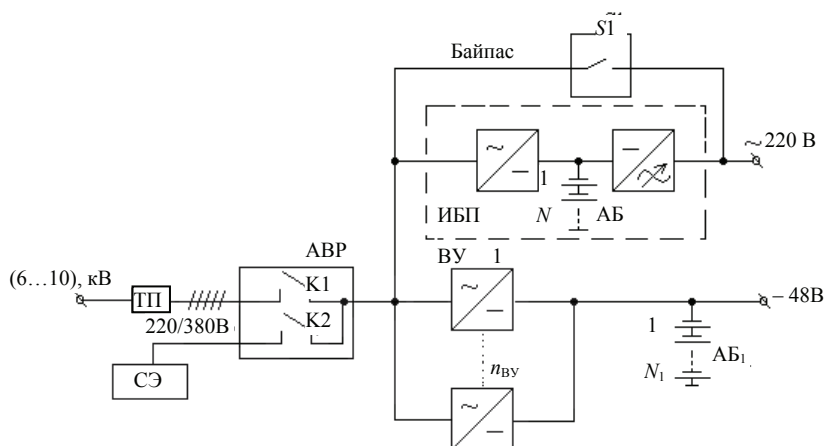 S1
Байпас
~220 В
1
N
АБ
ИБП
АВР
ВУ
1
(6...10), кВ
K1
ТП
K2
– 48В
220/380В
1
АБ₁
N₁
СЭ
nВУ